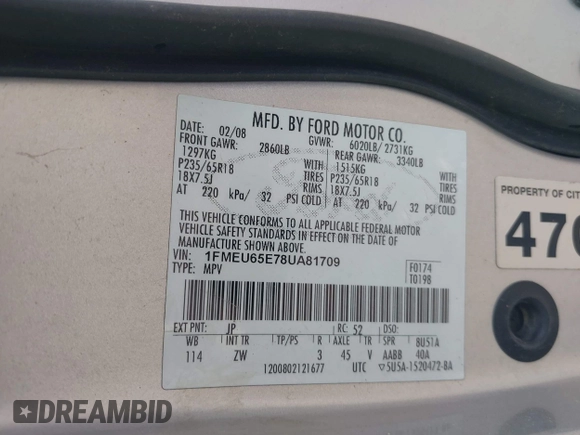 MFD. BY FORD MOTOR CO.
DATE: 02/08 GVWR: 6020LB/ 2731KG
FRONT GAWR: 2860LB REAR GAWR: 3340LB
1297KG WITH 1515KG WITH
P235/65R18 TIRES P235/65R18 TIRES
18X7.5J RIMS 18X7.5J RIMS
AT 220 kPa/ 32 PSI COLD AT 220 kPa/ 32 PSI COLD
THIS VEHICLE CONFORMS TO ALL APPLICABLE FEDERAL MOTOR
VEHICLE SAFETY STANDARDS IN EFFECT ON THE DATE OF
MANUFACTURE SHOWN ABOVE.
VIN: 1FMEU65E78UA81709
TYPE: MPV
F0174
T0198
EXT PNT: JP RC: 52 DSO:
WB INT TR TP/PS R AXLE TR SPR 8U51A
114 ZW 3 45 V AABB 40A
1200802121677 UTC ▽5U5A-1520472-BA
PROPERTY OF CIT
470
DREAMBID